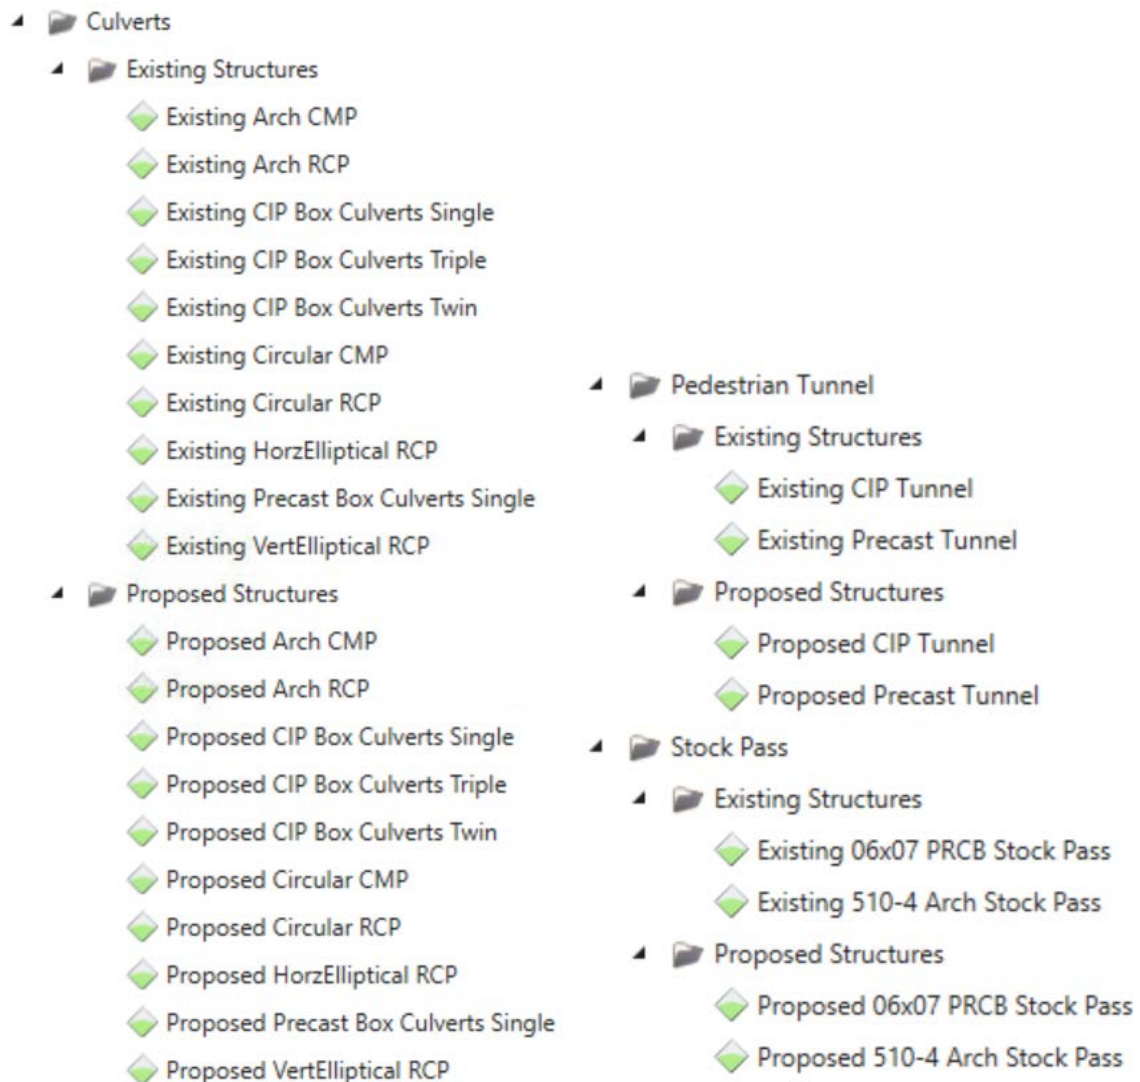 Culverts
Existing Structures
Existing Arch CMP
Existing Arch RCP
Existing CIP Box Culverts Single
Existing CIP Box Culverts Triple
Existing CIP Box Culverts Twin
Existing Circular CMP
Existing Circular RCP
Existing HorzElliptical RCP
Existing Precast Box Culverts Single
Existing VertElliptical RCP
Proposed Structures
Proposed Arch CMP
Proposed Arch RCP
Proposed CIP Box Culverts Single
Proposed CIP Box Culverts Triple
Proposed CIP Box Culverts Twin
Proposed Circular CMP
Proposed Circular RCP
Proposed HorzElliptical RCP
Proposed Precast Box Culverts Single
Proposed VertElliptical RCP
Pedestrian Tunnel
Existing Structures
Existing CIP Tunnel
Existing Precast Tunnel
Proposed Structures
Proposed CIP Tunnel
Proposed Precast Tunnel
Stock Pass
Existing Structures
Existing 06x07 PRCB Stock Pass
Existing 510-4 Arch Stock Pass
Proposed Structures
Proposed 06x07 PRCB Stock Pass
Proposed 510-4 Arch Stock Pass